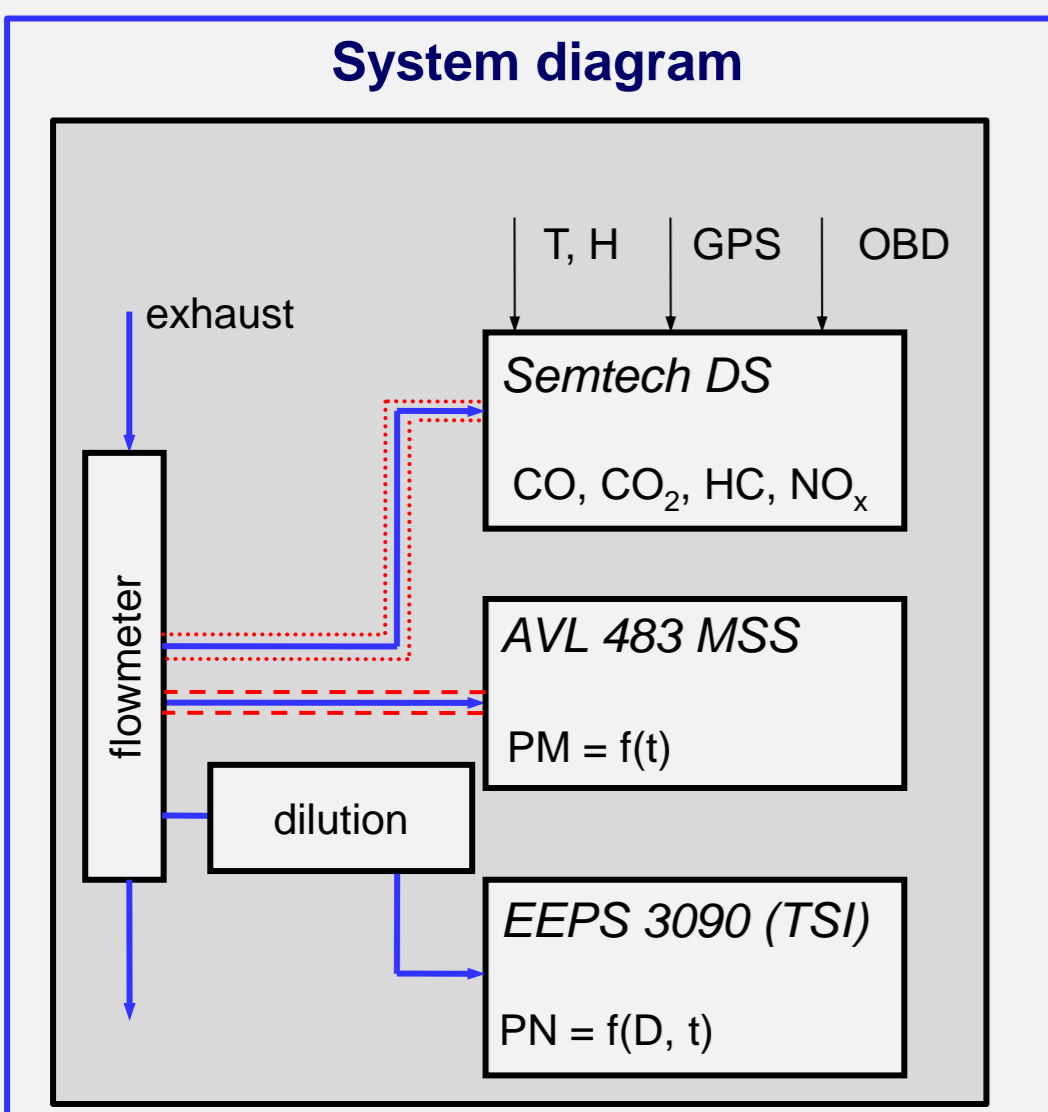 System diagram
T, H
GPS
OBD
exhaust
Semtech DS
CO, CO₂, HC, NOₓ
flowmeter
AVL 483 MSS
PM = f(t)
dilution
EEPS 3090 (TSI)
PN = f(D, t)